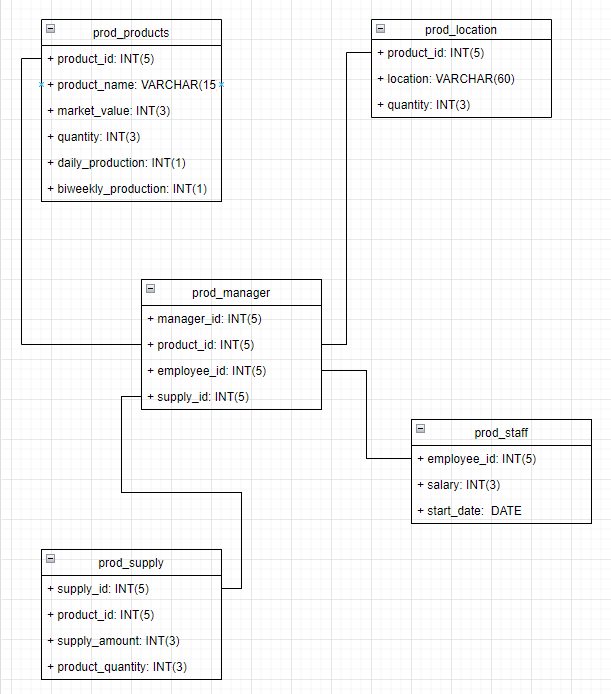 prod_products
+ product_id: INT(5)
+ product_name: VARCHAR(15
+ market_value: INT(3)
+ quantity: INT(3)
+ daily_production: INT(1)
+ biweekly_production: INT(1)
prod_location
+ product_id: INT(5)
+ location: VARCHAR(60)
+ quantity: INT(3)
prod_manager
+ manager_id: INT(5)
+ product_id: INT(5)
+ employee_id: INT(5)
+ supply_id: INT(5)
prod_staff
+ employee_id: INT(5)
+ salary: INT(3)
+ start_date: DATE
prod_supply
+ supply_id: INT(5)
+ product_id: INT(5)
+ supply_amount: INT(3)
+ product_quantity: INT(3)